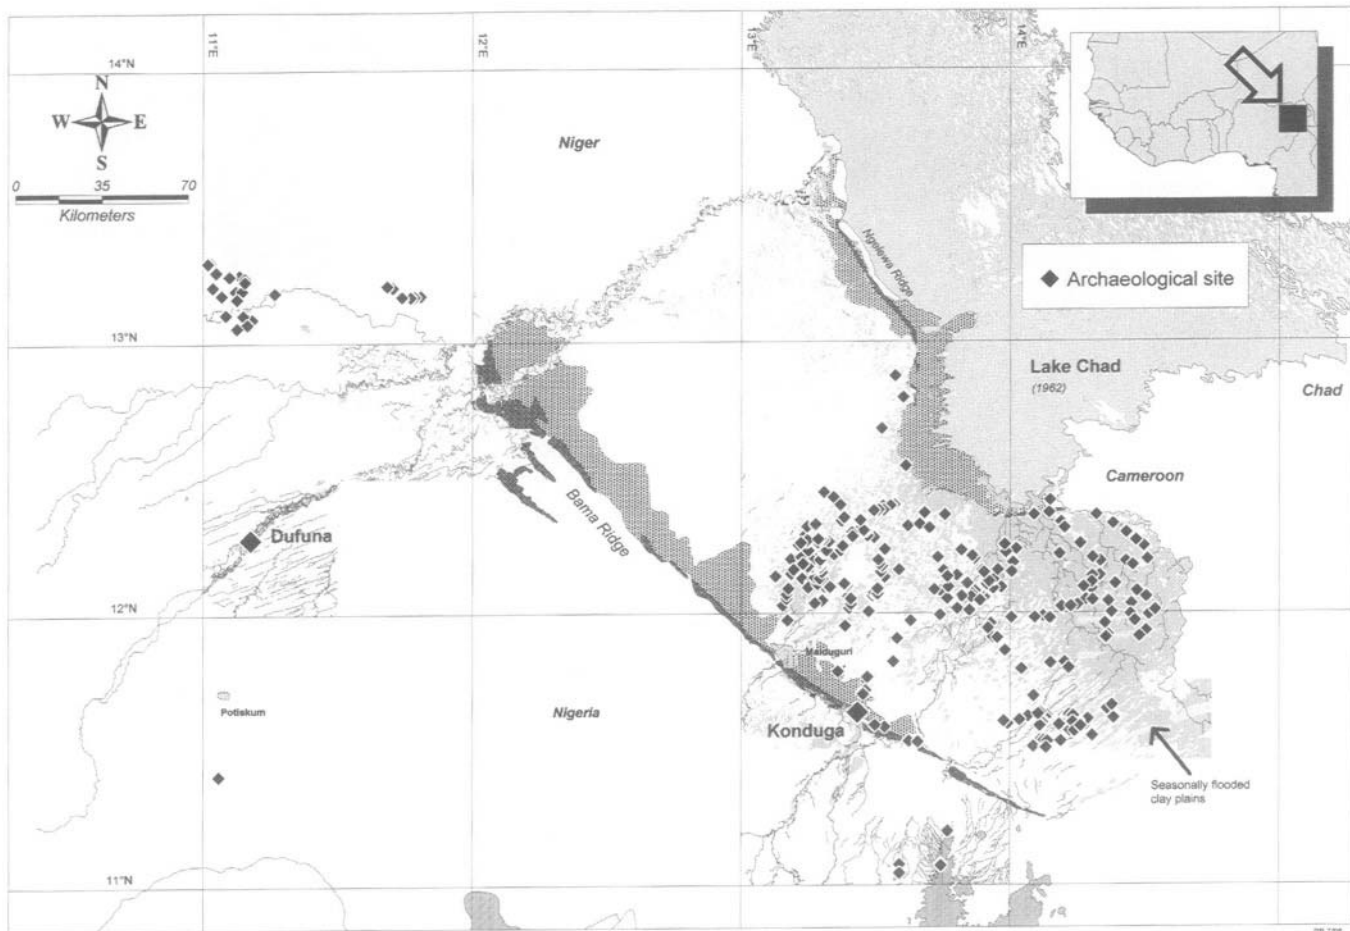 11°E
12°E
13°E
14°E
14°N
N
W E
S
0 35 70
Kilometers
Niger
Ngelewa Ridge
Archaeological site
13°N
Lake Chad
(1962)
Chad
Cameroon
Dufuna
Bama Ridge
12°N
Maiduguri
Potiskum
Nigeria
Konduga
Seasonally flooded
clay plains
11°N